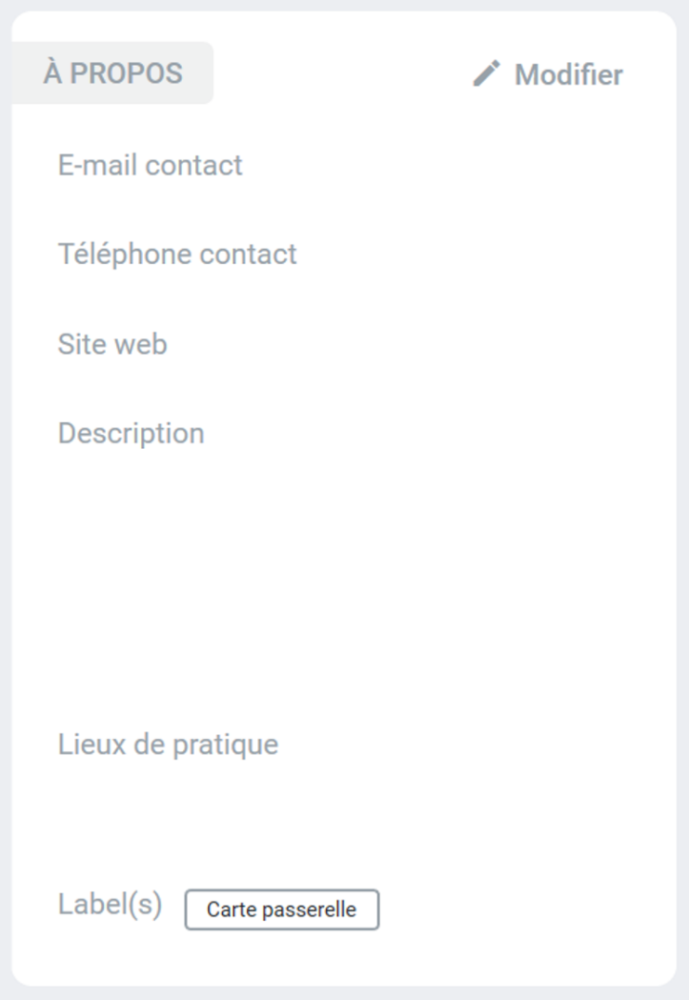 À PROPOS
Modifier
E-mail contact
Téléphone contact
Site web
Description
Lieux de pratique
Label(s) Carte passerelle